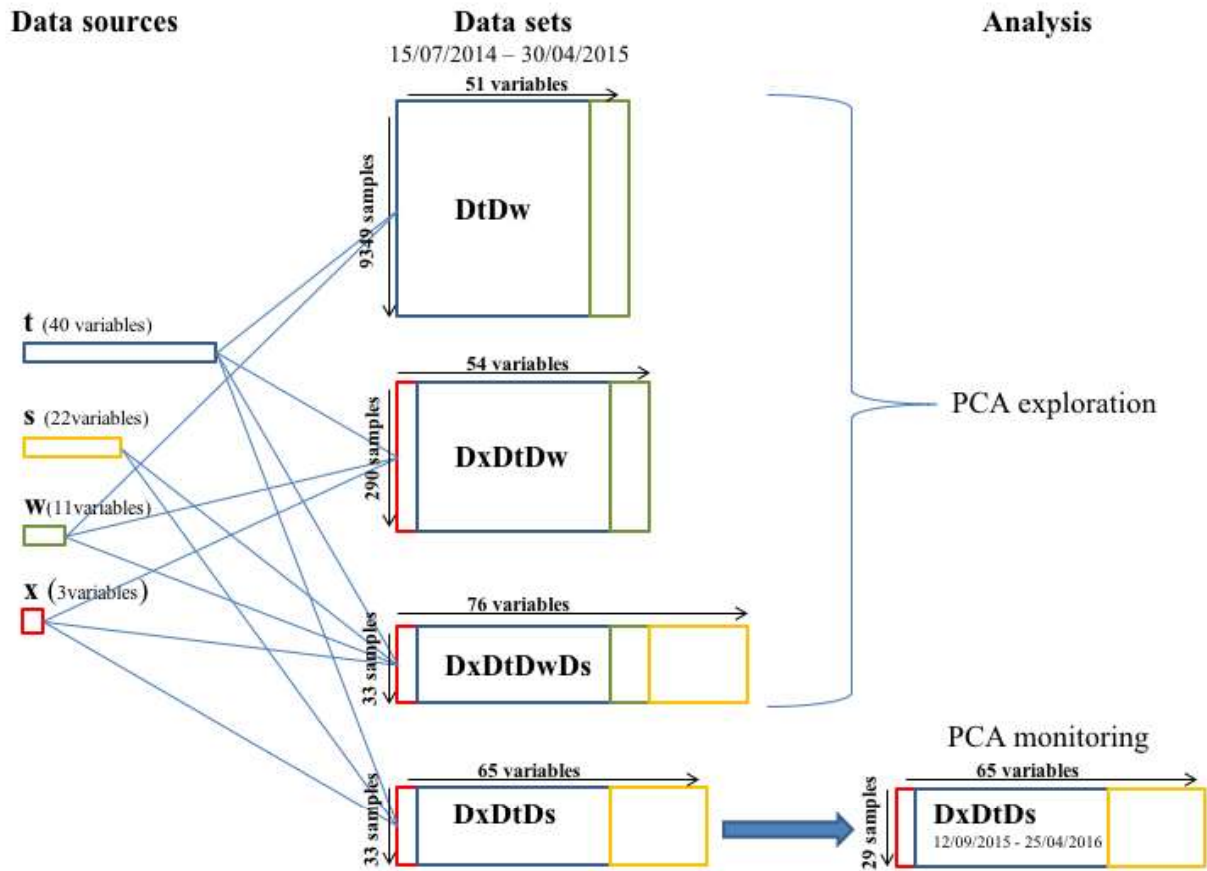 Data sources
Data sets
Analysis
15/07/2014 – 30/04/2015
51 variables
9349 samples
DtDw
t (40 variables)
s (22variables)
w(11variables)
x (3variables)
54 variables
290 samples
DxDtDw
PCA exploration
76 variables
33 samples
DxDtDwDs
65 variables
33 samples
DxDtDs
PCA monitoring
65 variables
29 samples
DxDtDs
12/09/2015 - 25/04/2016